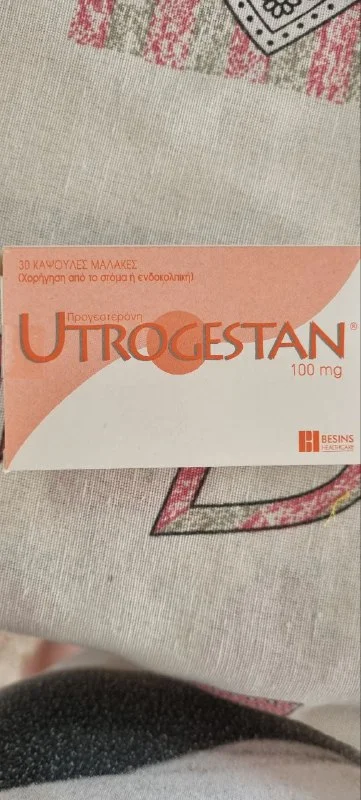 30 ΚΑΨΟΥΛΕΣ ΜΑΛΑΚΕΣ
(Χορήγηση από το στόμα ή ενδοκολπική)
Προγεστερόνη
UTROGESTAN®
100 mg
BESINS
HEALTHCARE